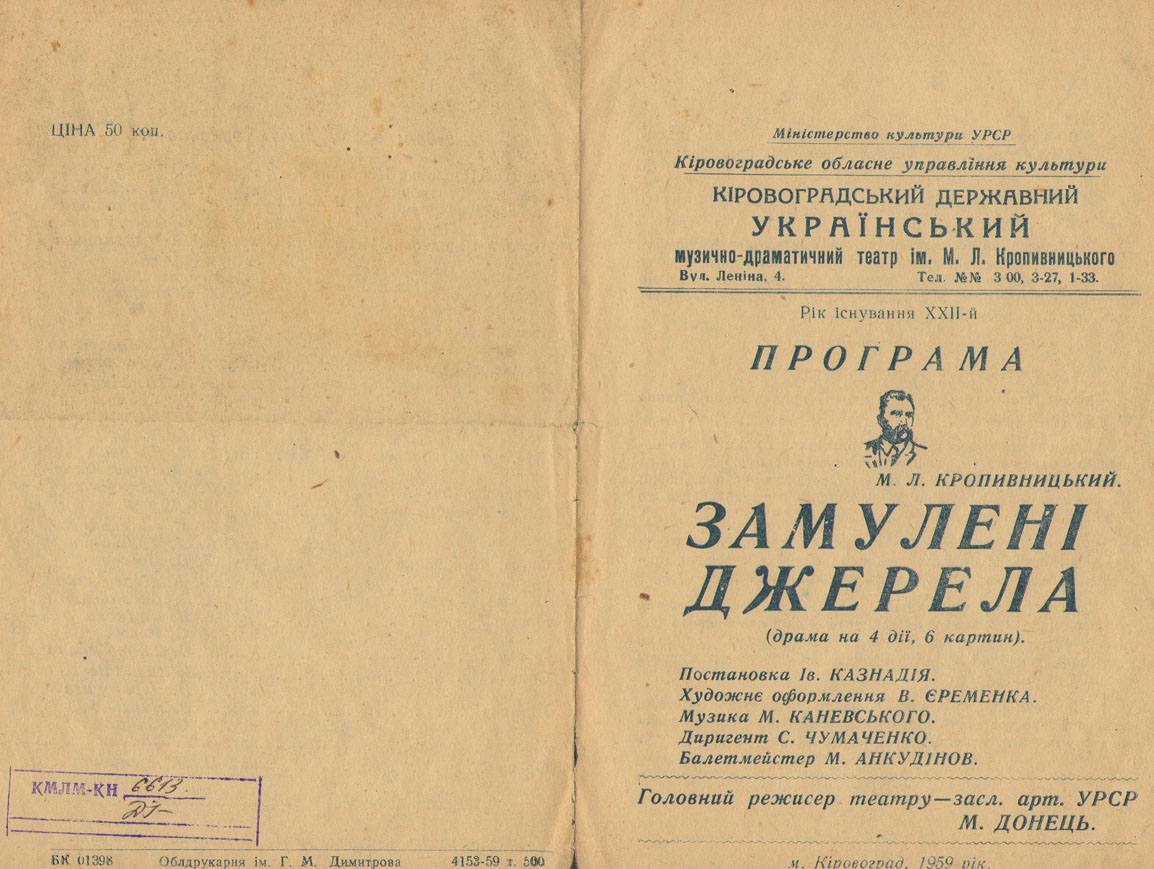 ЦІНА 50 коп.
КМЛМ-КН 6613.
БК 01398 Облдрукарня ім. Г. М. Димитрова 4153-59 т. 500
Міністерство культури УРСР
Кіровоградське обласне управління культури
КІРОВОГРАДСЬКИЙ ДЕРЖАВНИЙ
УКРАЇНСЬКИЙ
музично-драматичний театр ім. М. Л. Кропивницького
Вул. Леніна, 4. Тел. №№ 3 00, 3-27, 1-33.
Рік існування XXII-й
ПРОГРАМА
М. Л. КРОПИВНИЦЬКИЙ.
ЗАМУЛЕНІ
ДЖЕРЕЛА
(драма на 4 дії, 6 картин).
Постановка Ів. КАЗНАДІЯ.
Художнє оформлення В. ЄРЕМЕНКА.
Музика М. КАНЕВСЬКОГО.
Диригент С. ЧУМАЧЕНКО.
Балетмейстер М. АНКУДІНОВ.
Головний режисер театру—засл. арт. УРСР
М. ДОНЕЦЬ.
м. Кіровоград, 1959 рік.